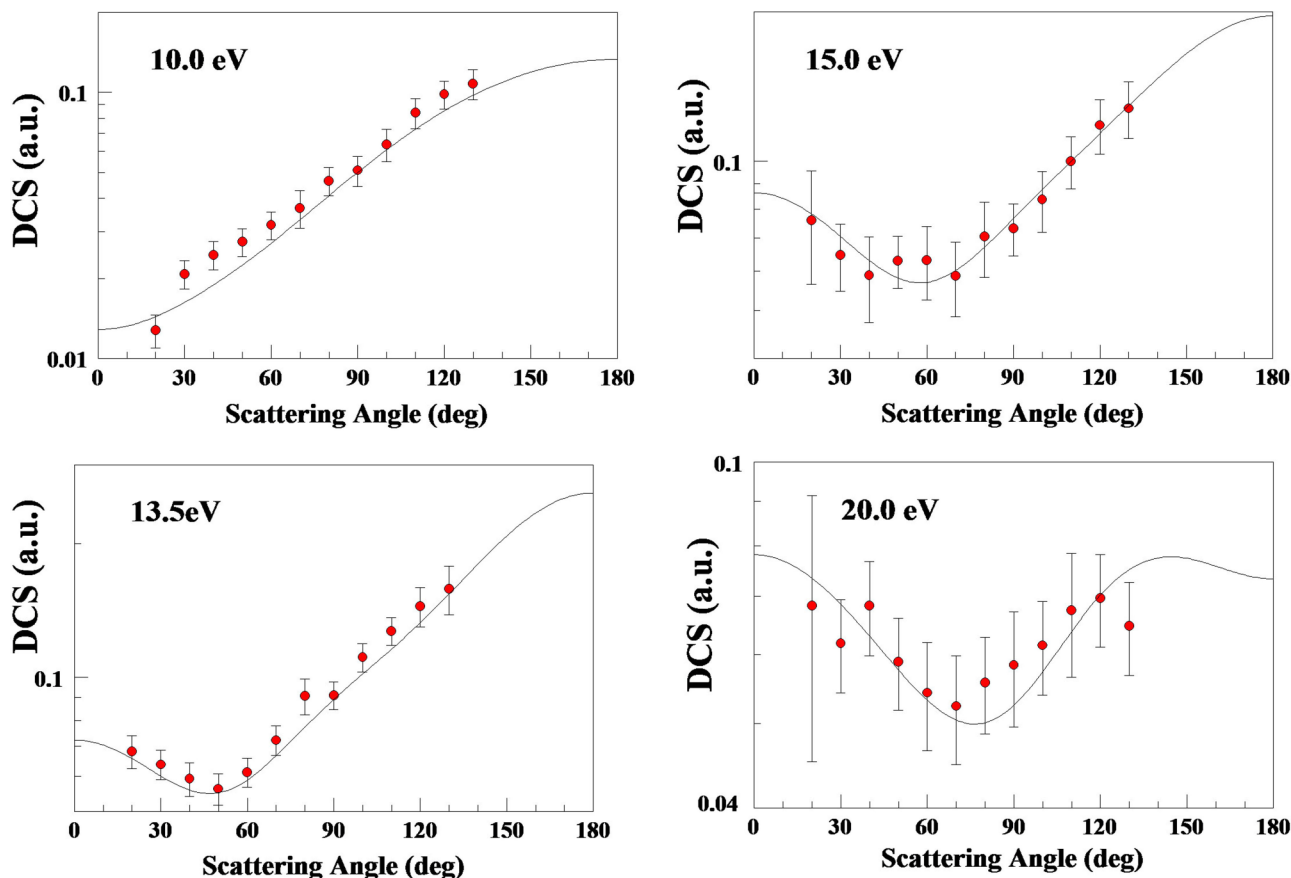 10.0 eV
DCS (a.u.)
0.1
0.01
0 30 60 90 120 150 180
Scattering Angle (deg)
15.0 eV
DCS (a.u.)
0.1
0 30 60 90 120 150 180
Scattering Angle (deg)
13.5eV
DCS (a.u.)
0.1
0 30 60 90 120 150 180
Scattering Angle (deg)
0.1
20.0 eV
DCS (a.u.)
0.04
0 30 60 90 120 150 180
Scattering Angle (deg)